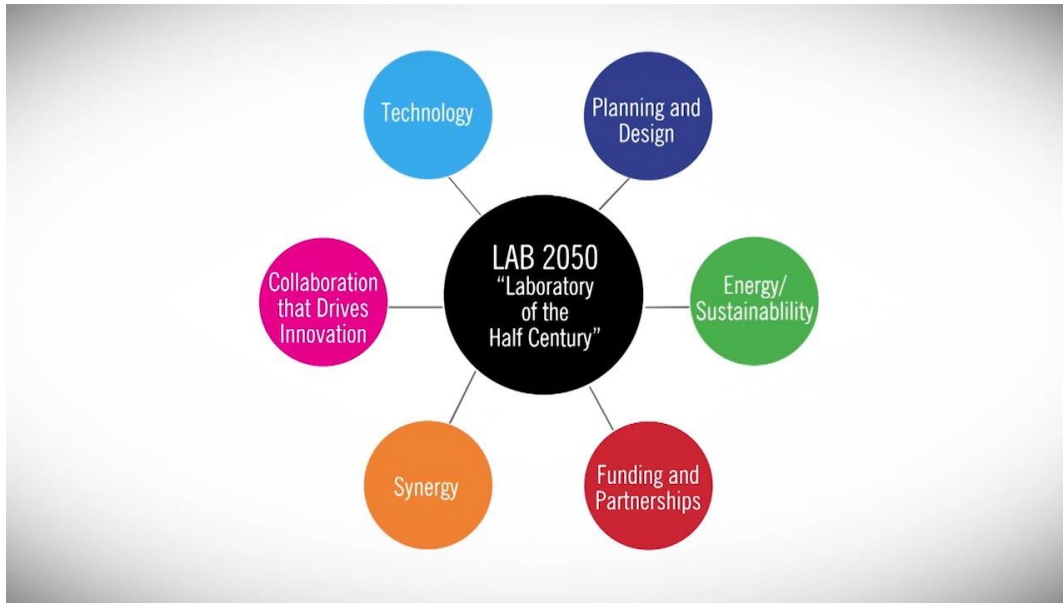 Technology
Planning and
Design
LAB 2050
“Laboratory
of the
Half Century”
Collaboration
that Drives
Innovation
Energy/
Sustainablility
Synergy
Funding and
Partnerships